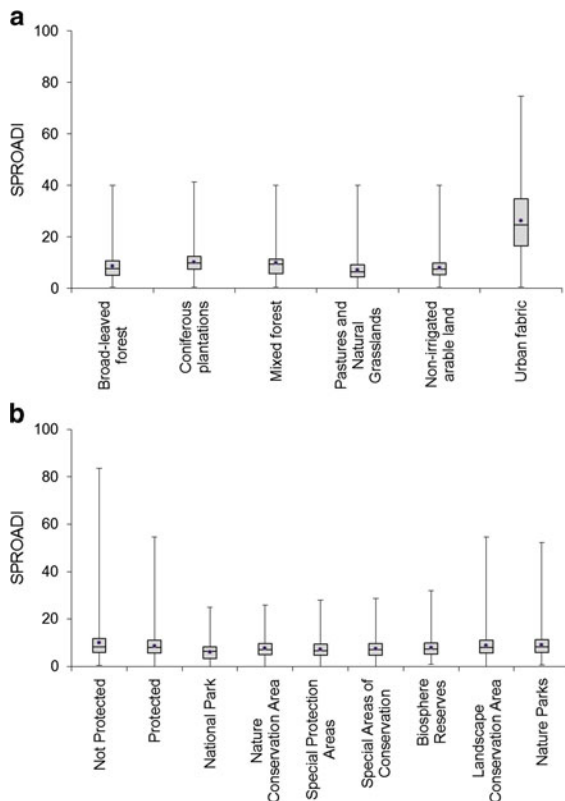 a
100
80
60
40
20
0
SPROADI
Broad-leaved
forest
Coniferous
plantations
Mixed forest
Pastures and
Natural
Grasslands
Non-irrigated
arable land
Urban fabric
b
100
80
60
40
20
0
SPROADI
Not Protected
Protected
National Park
Nature
Conservation Area
Special Protection
Areas
Special Areas of
Conservation
Biosphere
Reserves
Landscape
Conservation Area
Nature Parks